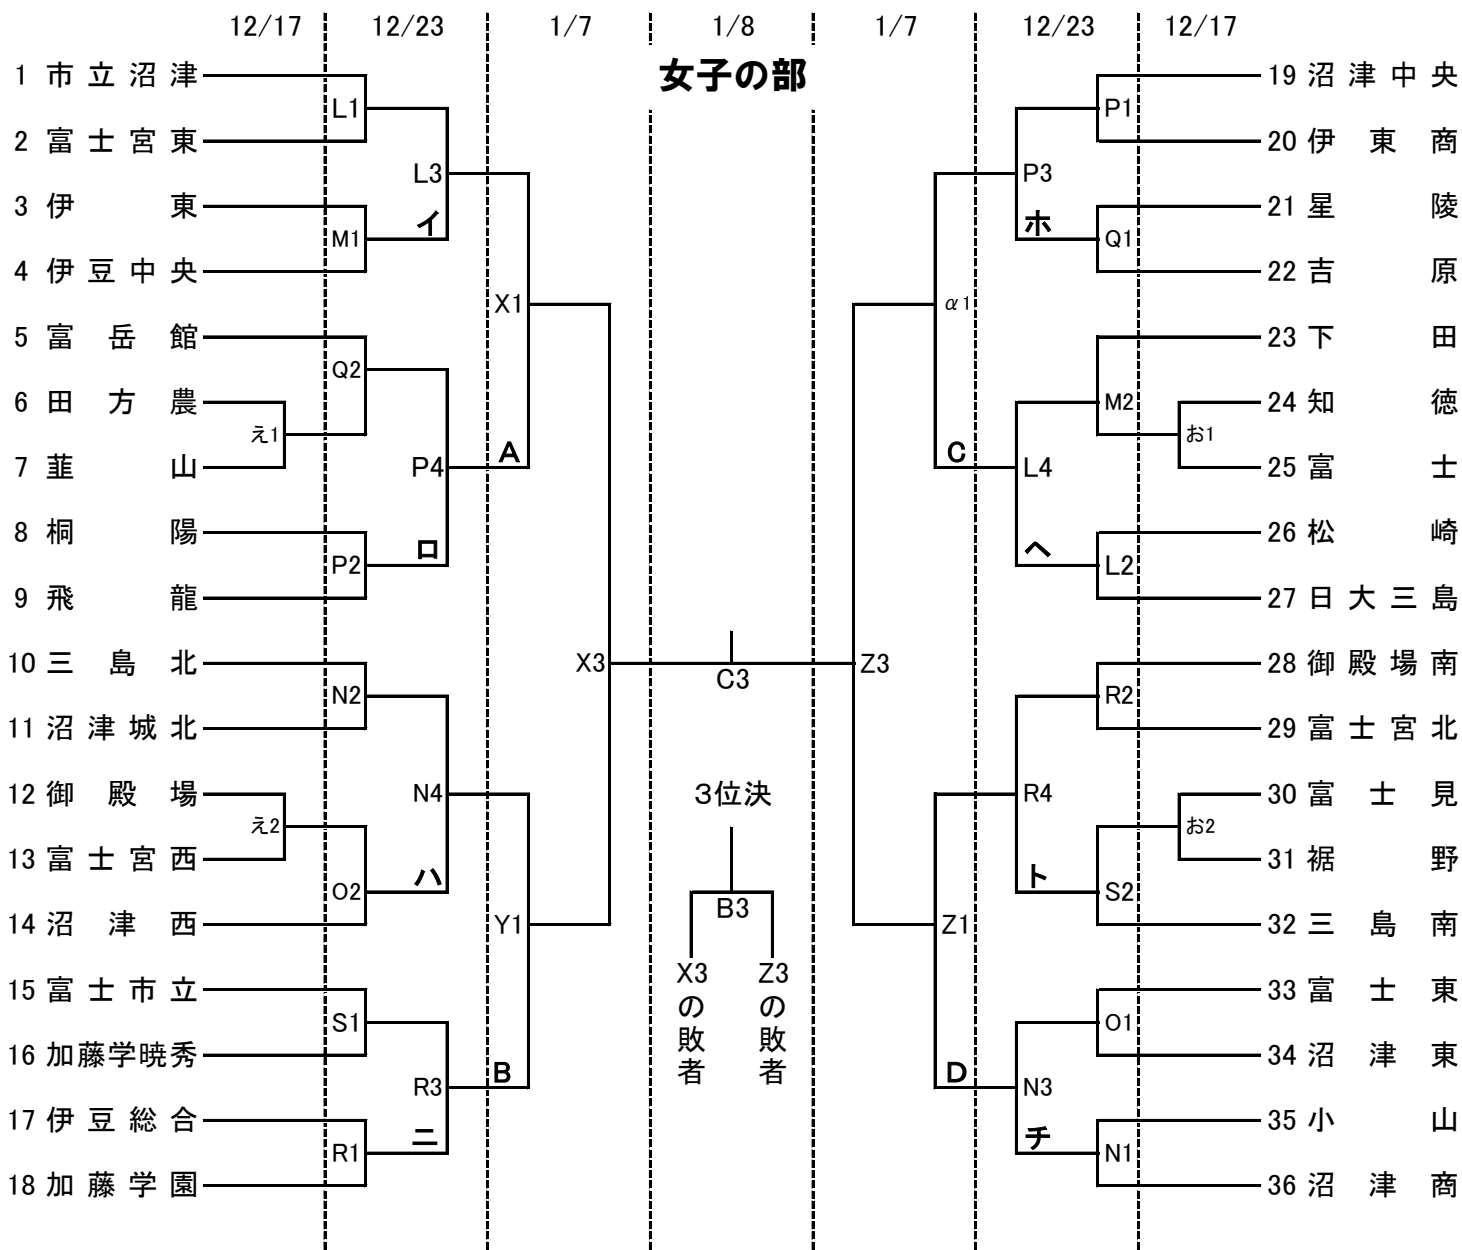 12/17 12/23 1/7 1/8 1/7 12/23 12/17
女子の部
1 市立沼津
L1
2 富士宮東
L3
3 伊東
イ
M1
4 伊豆中央
X1
5 富岳館
Q2
6 田方農
え1
7 韮山
P4
A
8 桐陽
ロ
P2
9 飛龍
X3
10 三島北
N2
11 沼津城北
12 御殿場
N4
え2
13 富士宮西
ハ
O2
14 沼津西
Y1
15 富士市立
S1
16 加藤学暁秀
R3
B
17 伊豆総合
ニ
R1
18 加藤学園
C3
3位決
B3
X3の敗者
Z3の敗者
19 沼津中央
P1
20 伊東商
P3
21 星陵
ホ
Q1
22 吉原
α1
23 下田
M2
24 知徳
お1
25 富士
C
L4
26 松崎
ヘ
L2
27 日大三島
Z3
28 御殿場南
R2
29 富士宮北
30 富士見
R4
お2
31 裾野
ト
S2
32 三島南
Z1
33 富士東
O1
34 沼津東
D
N3
35 小山
チ
N1
36 沼津商